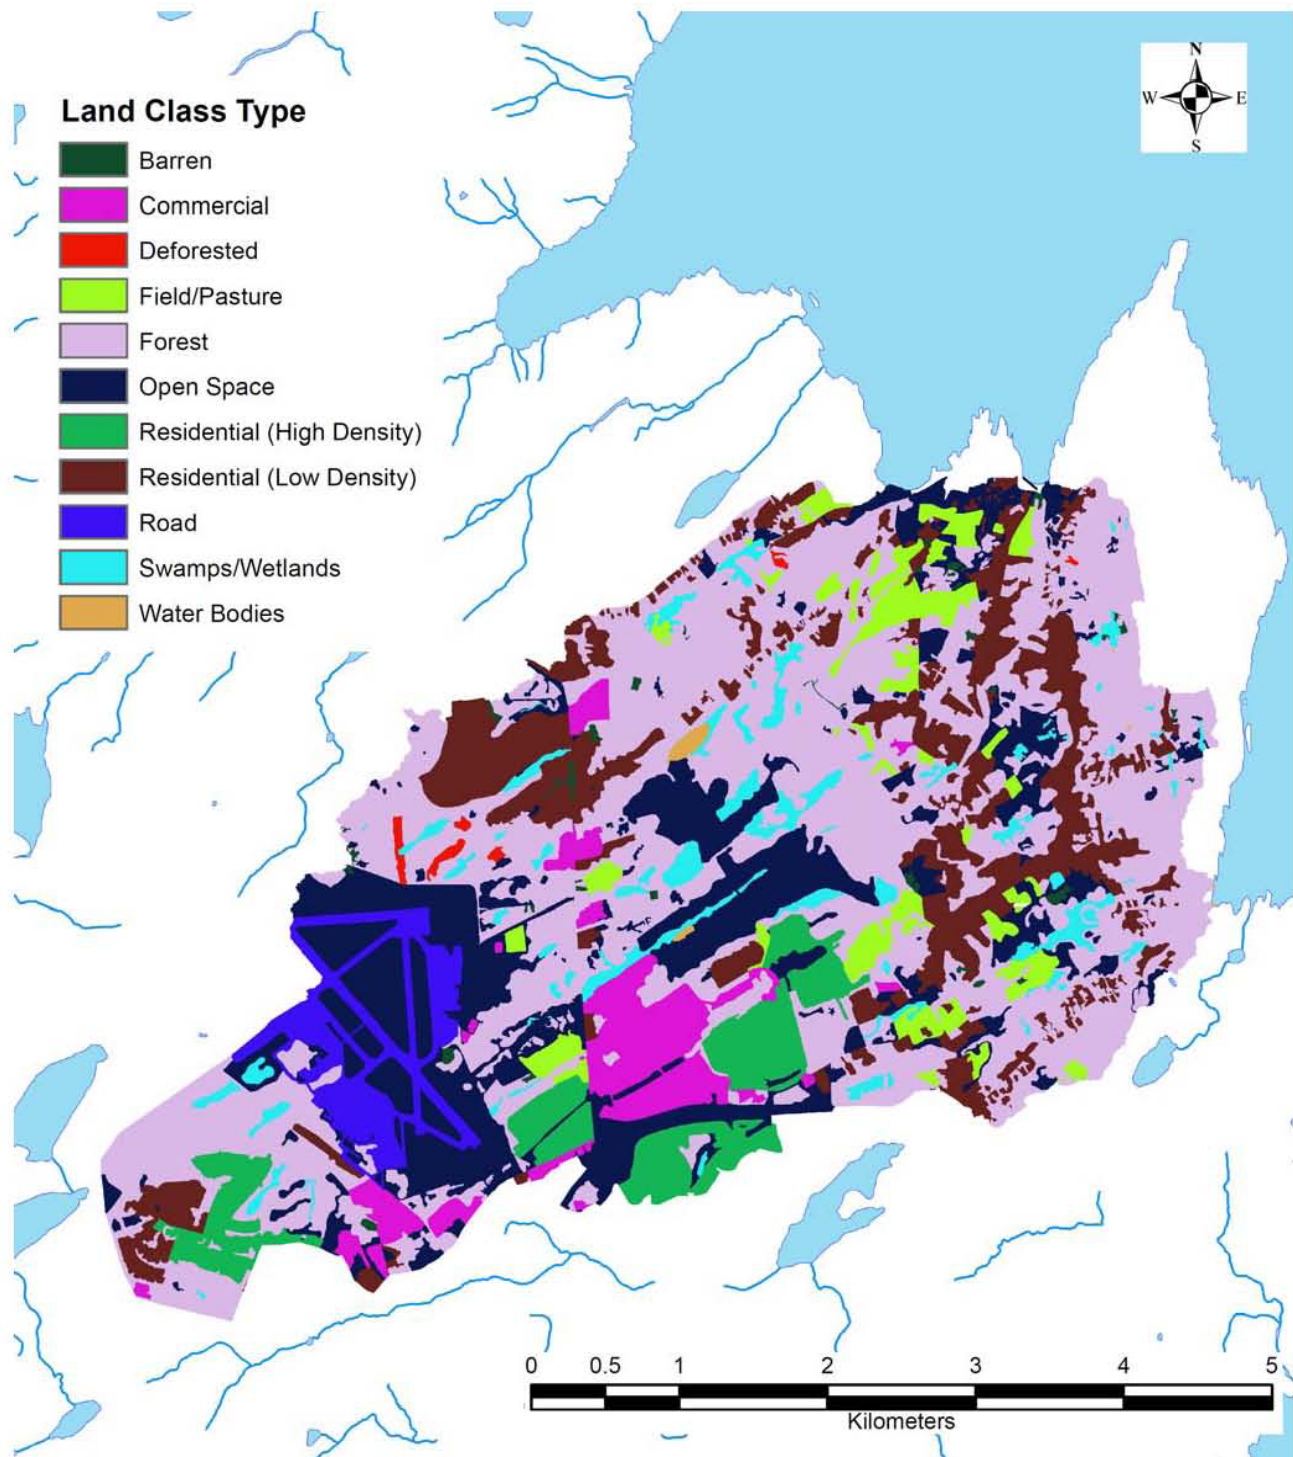 N
W E
S
Land Class Type
Barren
Commercial
Deforested
Field/Pasture
Forest
Open Space
Residential (High Density)
Residential (Low Density)
Road
Swamps/Wetlands
Water Bodies
0 0.5 1 2 3 4 5
Kilometers